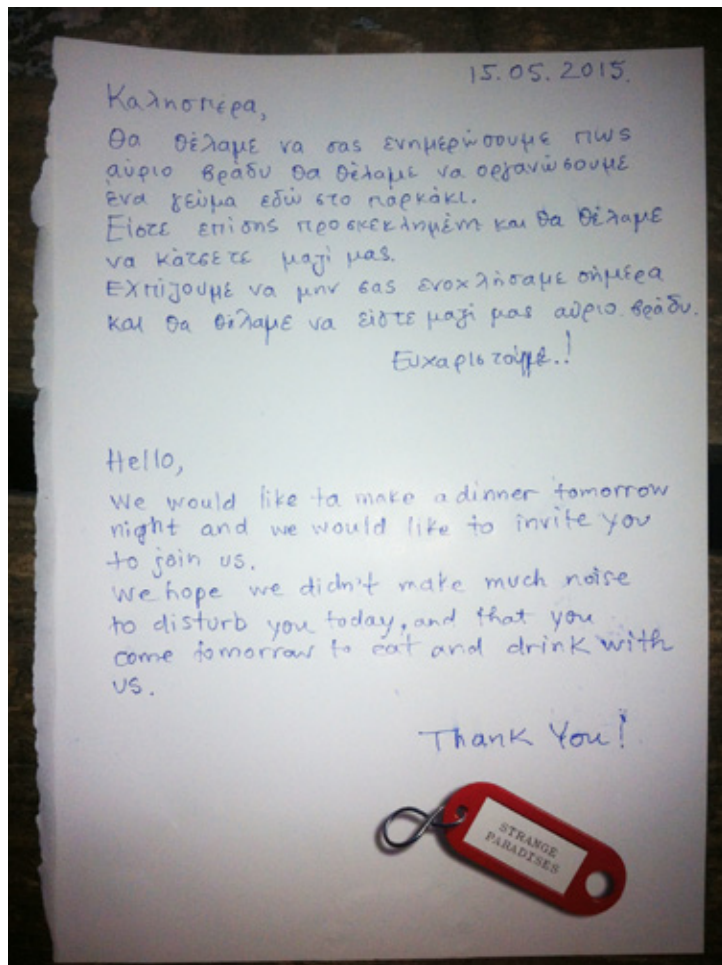 15.05.2015.
Καλησπέρα,
Θα θέλαμε να σας ενημερώσουμε πως
αύριο βράδυ θα θέλαμε να οργανώσουμε
ένα γεύμα εδώ στο παρκάκι.
Είστε επίσης προσκεκλημένη και θα θέλαμε
να κάτσετε μαζί μας.
Ελπίζουμε να μην σας ενοχλήσαμε σήμερα
και θα θέλαμε να είστε μαζί μας αύριο βράδυ.
Ευχαριστούμε.!
Hello,
We would like to make a dinner tomorrow
night and we would like to invite you
to join us.
We hope we didn't make much noise
to disturb you today, and that you
come tomorrow to eat and drink with
us.
Thank You!
STRANGE
PARADISES